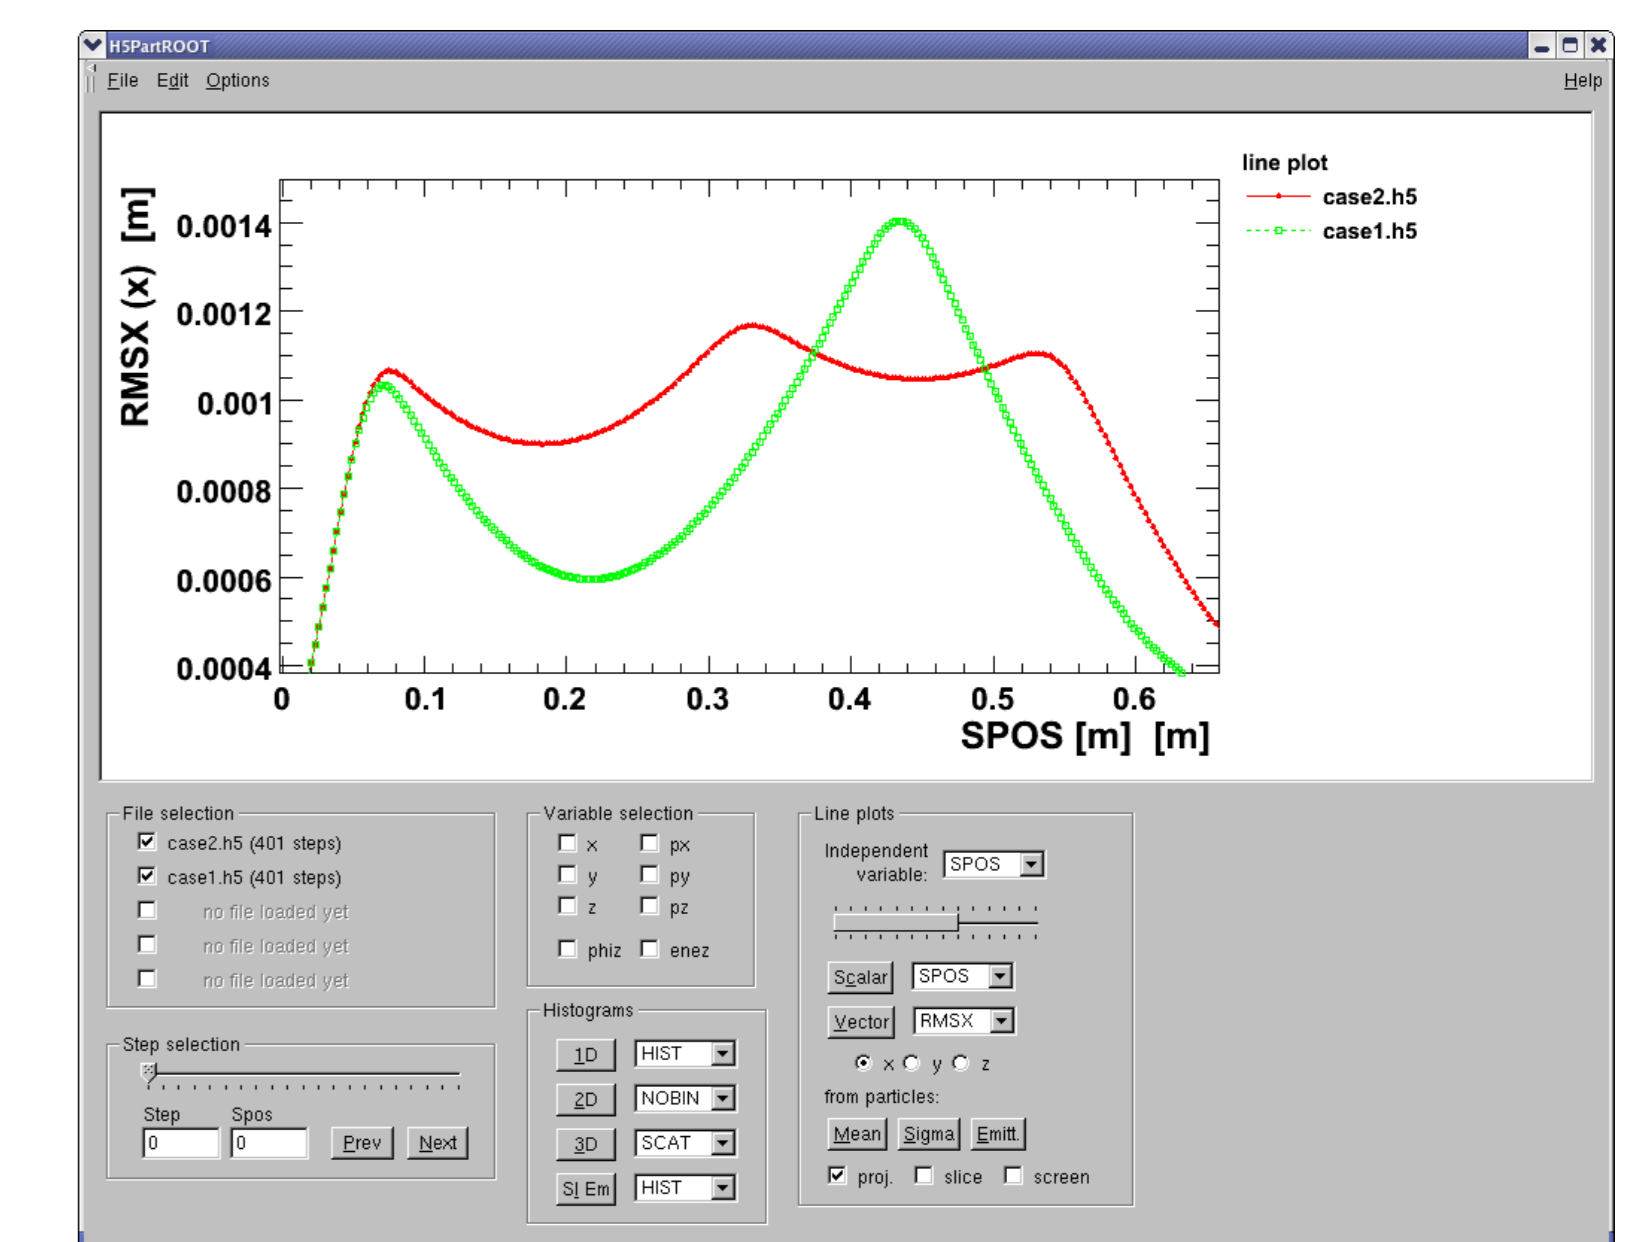 H5PartROOT
File Edit Options Help
line plot
case2.h5
case1.h5
RMSX (x) [m]
0.0014
0.0012
0.001
0.0008
0.0006
0.0004
0 0.1 0.2 0.3 0.4 0.5 0.6
SPOS [m] [m]
File selection
case2.h5 (401 steps)
case1.h5 (401 steps)
no file loaded yet
no file loaded yet
no file loaded yet
Step selection
Step Spos
0 0 Prev Next
Variable selection
x px
y py
z pz
phiz enez
Histograms
1D HIST
2D NOBIN
3D SCAT
Sl Em HIST
Line plots
Independent
variable: SPOS
Scalar SPOS
Vector RMSX
x y z
from particles:
Mean Sigma Emitt.
proj. slice screen